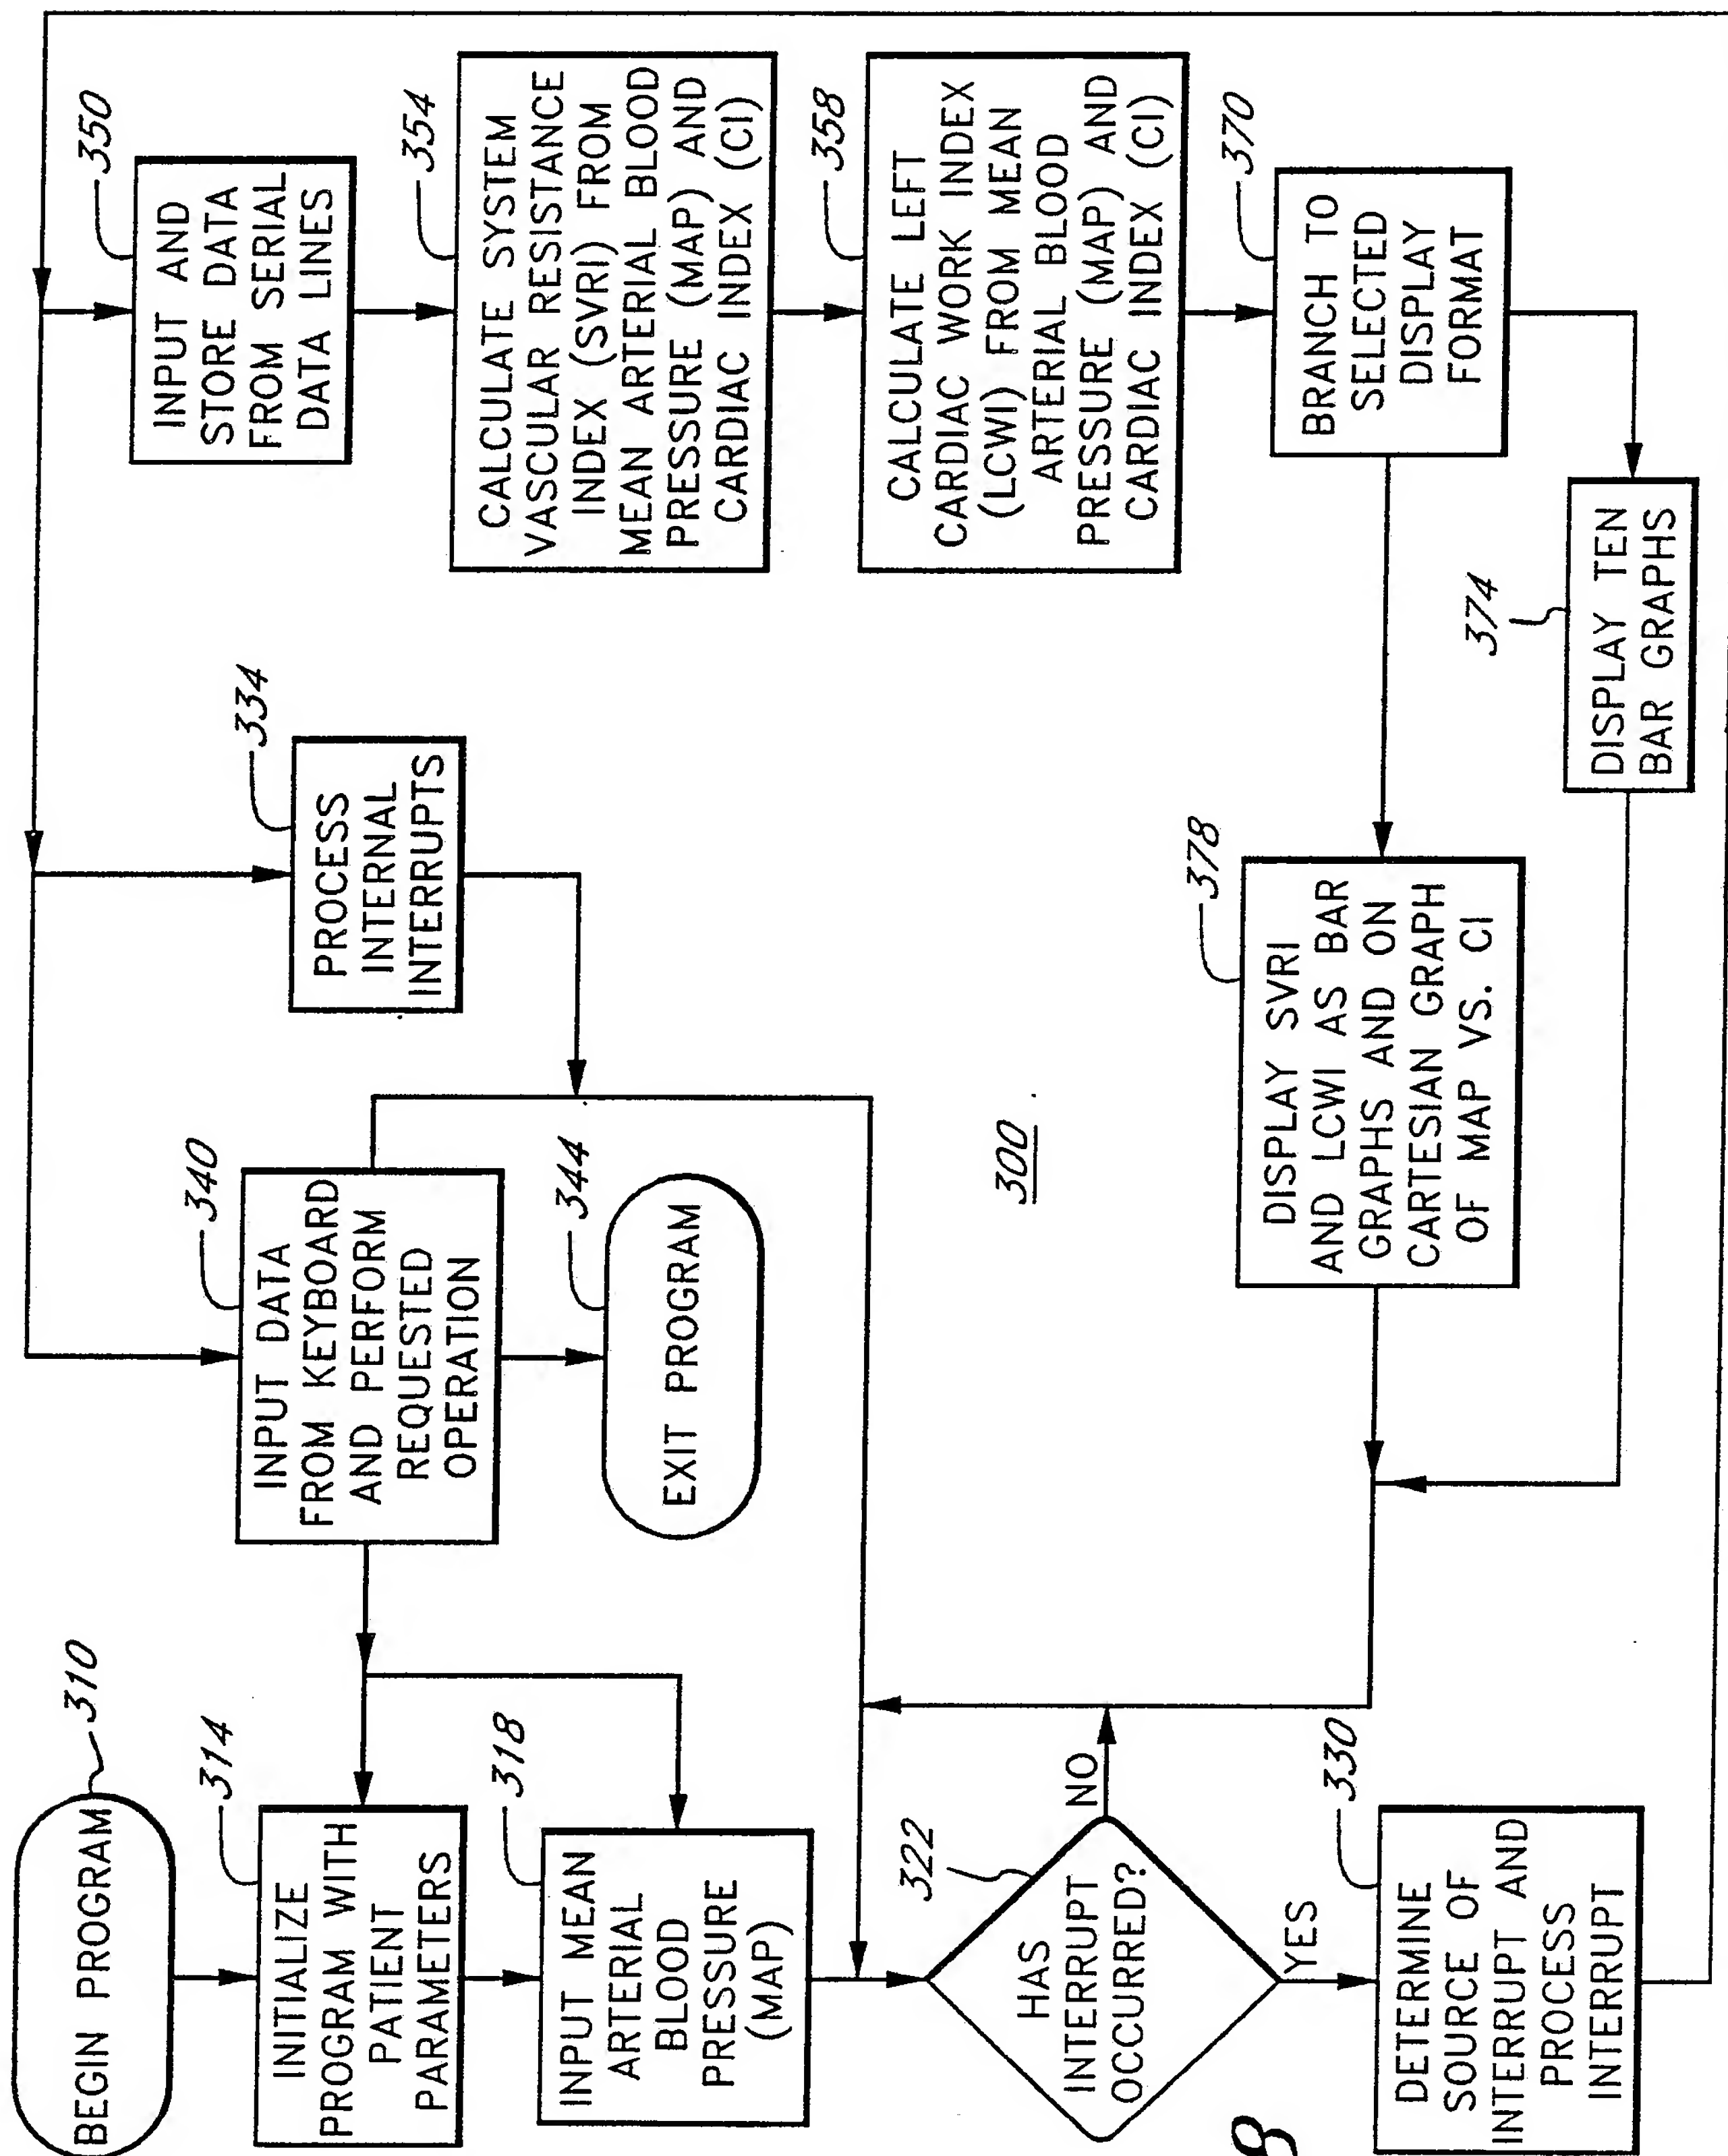 BEGIN PROGRAM
310
INITIALIZE
PROGRAM WITH
PATIENT
PARAMETERS
314
INPUT MEAN
ARTERIAL
BLOOD
PRESSURE
(MAP)
318
HAS
INTERRUPT
OCCURRED?
322
NO
YES
DETERMINE
SOURCE OF
INTERRUPT AND
PROCESS
INTERRUPT
330
INPUT DATA
FROM KEYBOARD
AND PERFORM
REQUESTED
OPERATION
340
EXIT PROGRAM
344
PROCESS
INTERNAL
INTERRUPTS
334
300
INPUT AND
STORE DATA
FROM SERIAL
DATA LINES
350
CALCULATE SYSTEM
VASCULAR RESISTANCE
INDEX (SVRI) FROM
MEAN ARTERIAL BLOOD
PRESSURE (MAP) AND
CARDIAC INDEX (CI)
354
CALCULATE LEFT
CARDIAC WORK INDEX
(LCWI) FROM MEAN
ARTERIAL BLOOD
PRESSURE (MAP) AND
CARDIAC INDEX (CI)
358
BRANCH TO
SELECTED
DISPLAY
FORMAT
370
DISPLAY SVRI
AND LCWI AS BAR
GRAPHS AND ON
CARTESIAN GRAPH
OF MAP VS. CI
378
DISPLAY TEN
BAR GRAPHS
374
8